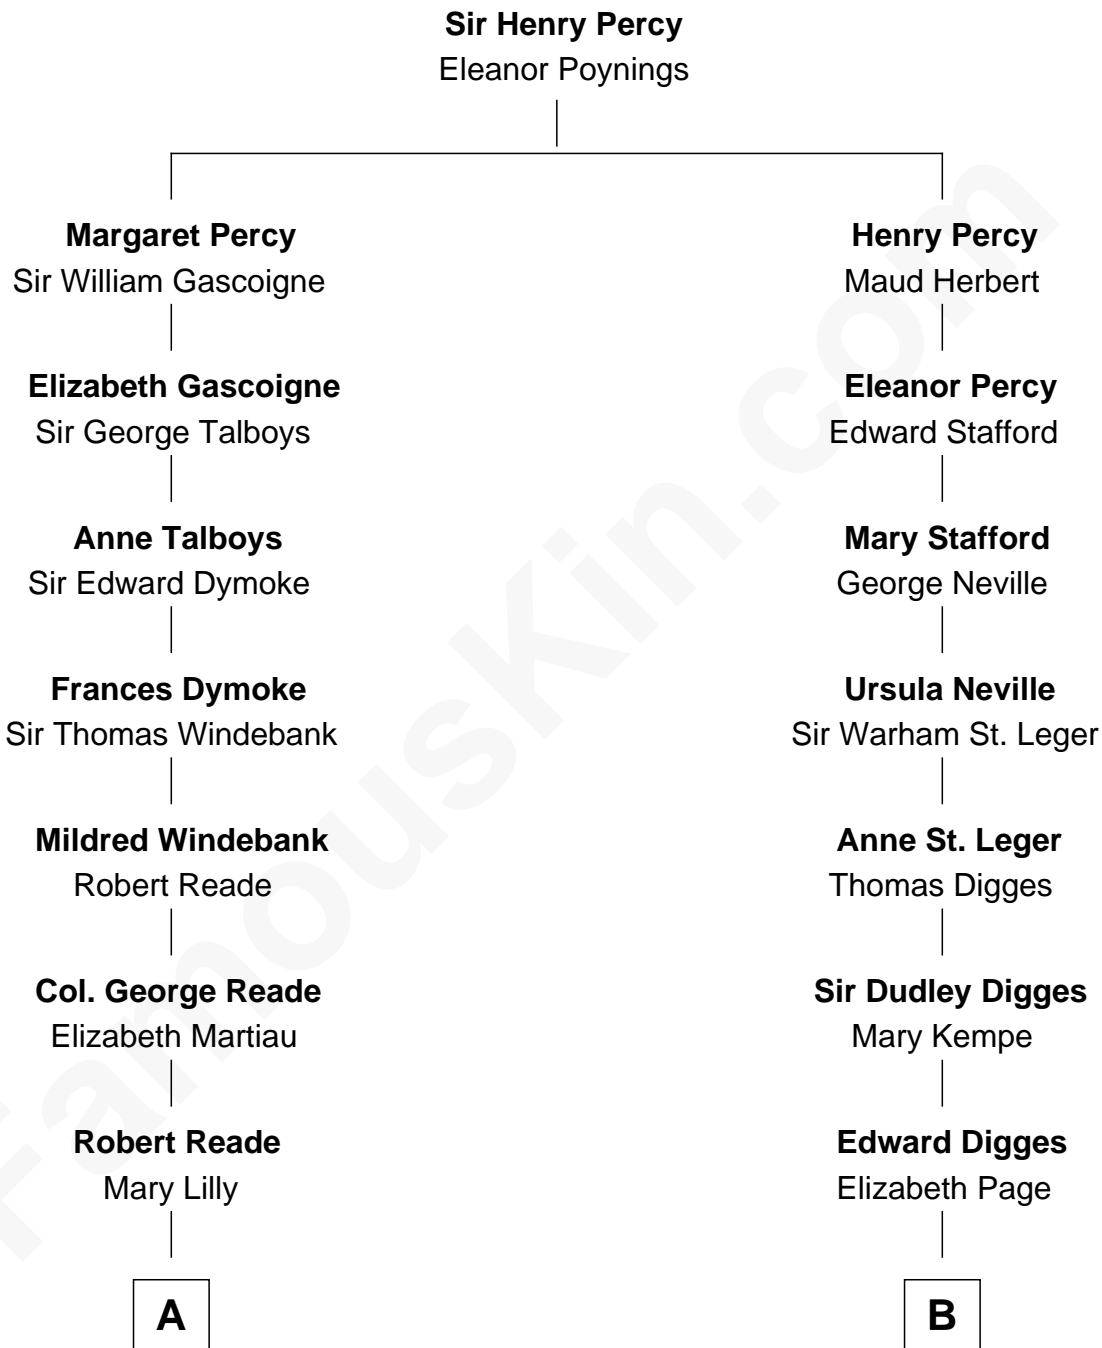 Sir Henry Percy
Eleanor Poynings
Margaret Percy
Sir William Gascoigne
Henry Percy
Maud Herbert
Elizabeth Gascoigne
Sir George Talboys
Eleanor Percy
Edward Stafford
Anne Talboys
Sir Edward Dymoke
Mary Stafford
George Neville
Frances Dymoke
Sir Thomas Windebank
Ursula Neville
Sir Warham St. Leger
Mildred Windebank
Robert Reade
Anne St. Leger
Thomas Digges
Col. George Reade
Elizabeth Martiau
Sir Dudley Digges
Mary Kempe
Robert Reade
Mary Lilly
Edward Digges
Elizabeth Page
A
B
FamousKin.com